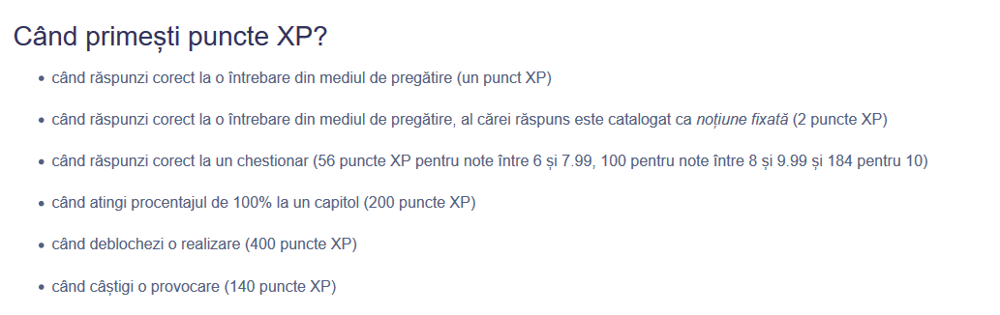 Când primești puncte XP?
• când răspunzi corect la o întrebare din mediul de pregătire (un punct XP)
• când răspunzi corect la o întrebare din mediul de pregătire, al cărei răspuns este catalogat ca noțiune fixată (2 puncte XP)
• când răspunzi corect la un chestionar (56 puncte XP pentru note între 6 și 7.99, 100 pentru note între 8 și 9.99 și 184 pentru 10)
• când atingi procentajul de 100% la un capitol (200 puncte XP)
• când deblochezi o realizare (400 puncte XP)
• când câștigi o provocare (140 puncte XP)